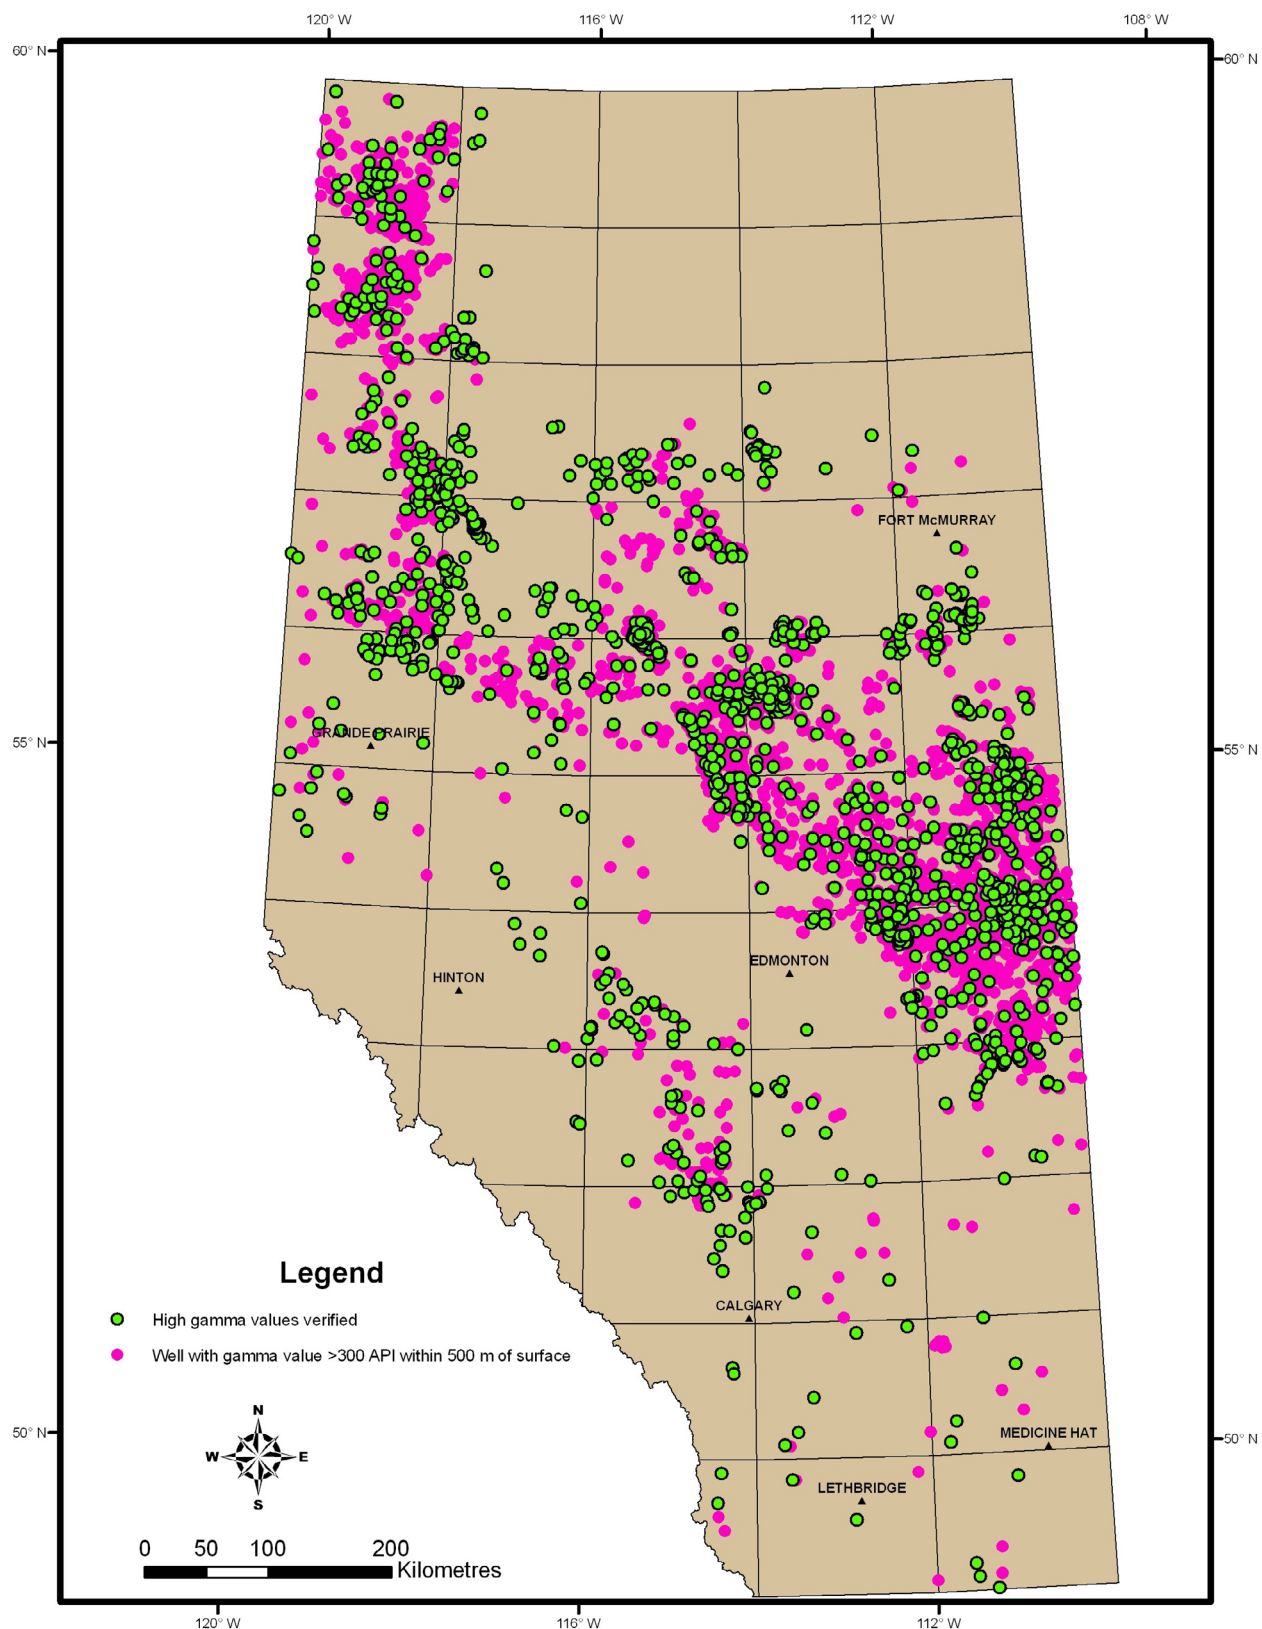 120° W 116° W 112° W 108° W
60° N 60° N
FORT McMURRAY
GRANDE PRAIRIE
55° N 55° N
EDMONTON
HINTON
Legend
CALGARY
High gamma values verified
Well with gamma value >300 API within 500 m of surface
N
50° N MEDICINE HAT 50° N
W E
LETHBRIDGE
S
0 50 100 200
Kilometres
120° W 116° W 112° W